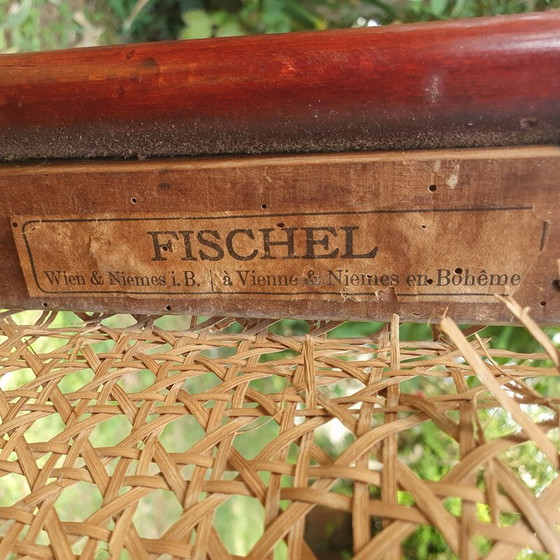 FISCHEL
Wien & Niemes i. B. à Vienne & Niemes en Bohême